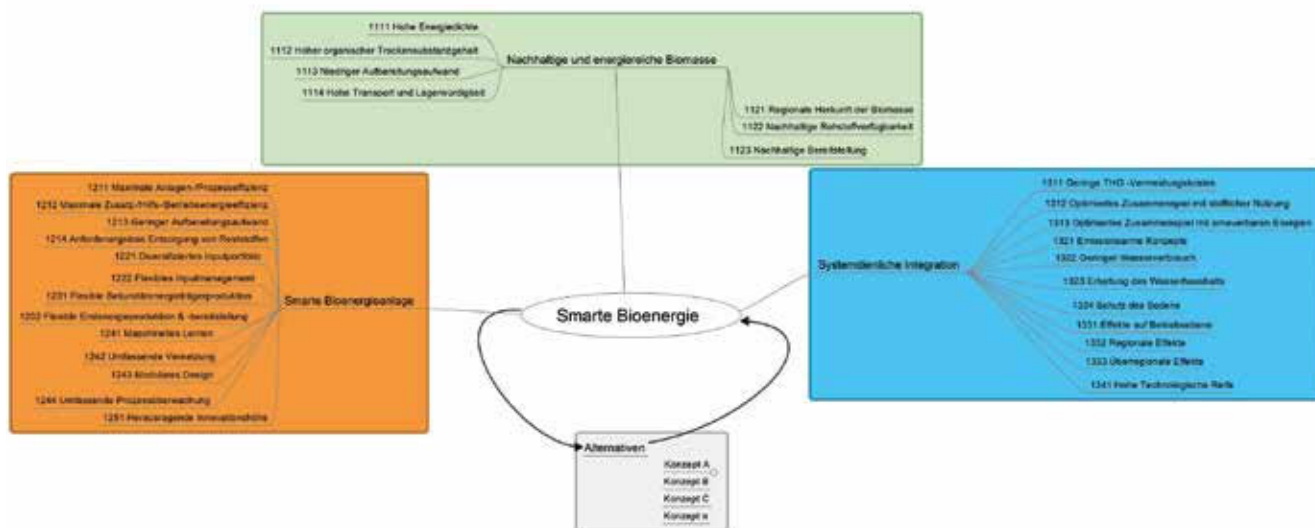 1111 Hohe Energiedichte
1112 Hoher organischer Trockensubstanzgehalt
1113 Niedriger Aufbereitungsaufwand
1114 Hohe Transport und Lagerwürdigkeit
Nachhaltige und energiereiche Biomasse
1121 Regionale Herkunft der Biomasse
1122 Nachhaltige Rohstoffverfügbarkeit
1123 Nachhaltige Bereitstellung
1211 Maximale Anlagen-/Prozesseffizienz
1212 Maximale Zusatz-/Hilfs-/Betriebsenergieeffizienz
1213 Geringer Aufbereitungsaufwand
1214 Anforderungslose Entsorgung von Reststoffen
1221 Diversifiziertes Inputportfolio
1222 Flexibles Inputmanagement
1231 Flexible Sekundärenergieträgerproduktion
1232 Flexible Endenergieproduktion & -bereitstellung
1241 Maschinelles Lernen
1242 Umfassende Vernetzung
1243 Modulares Design
1244 Umfassende Prozessüberwachung
1251 Herausragende Innovationshöhe
Smarte Bioenergieanlage
Smarte Bioenergie
Systemdienliche Integration
1311 Geringe THG -Vermeidungskosten
1312 Optimiertes Zusammenspiel mit stofflicher Nutzung
1313 Optimiertes Zusammenspiel mit erneuerbaren Energien
1321 Emissionsarme Konzepte
1322 Geringer Wasserverbrauch
1323 Erhaltung des Wasserhaushalts
1324 Schutz des Bodens
1331 Effekte auf Betriebsebene
1332 Regionale Effekte
1333 Überregionale Effekte
1341 Hohe Technologische Reife
Alternativen
Konzept A
Konzept B
Konzept C
Konzept x